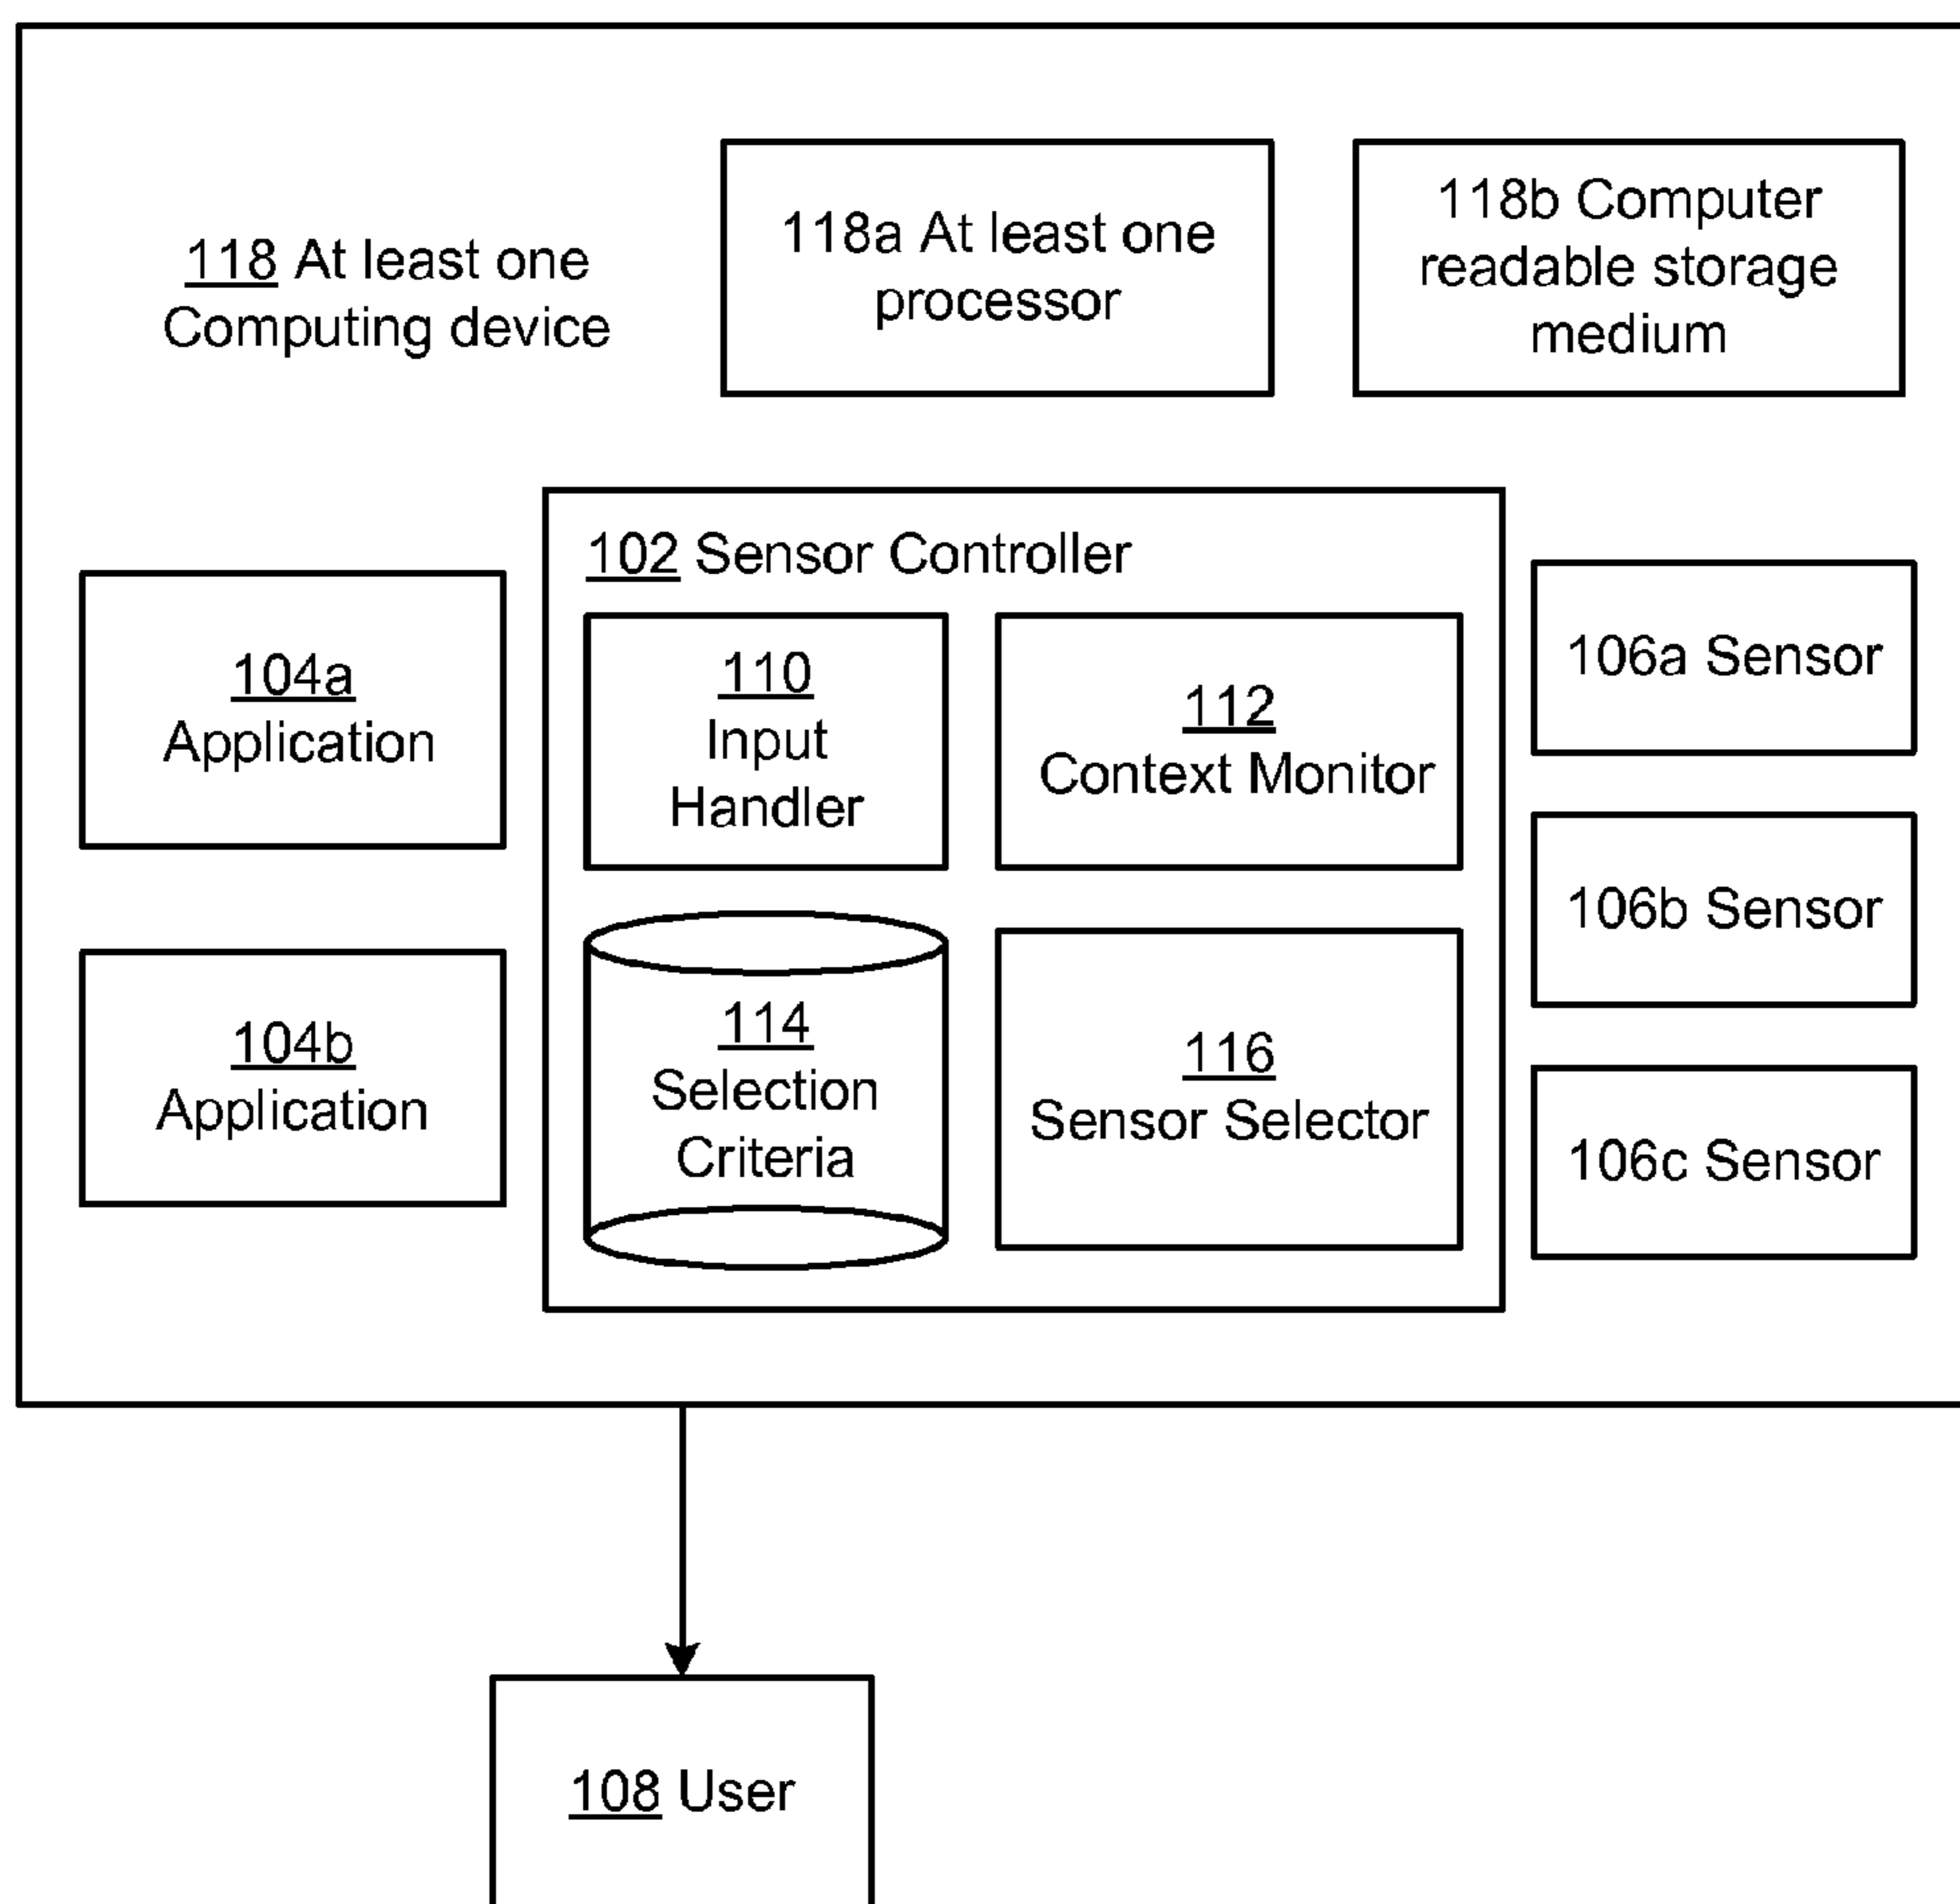 118 At least one
Computing device
118a At least one
processor
118b Computer
readable storage
medium
102 Sensor Controller
104a
Application
104b
Application
110
Input
Handler
112
Context Monitor
114
Selection
Criteria
116
Sensor Selector
106a Sensor
106b Sensor
106c Sensor
108 User